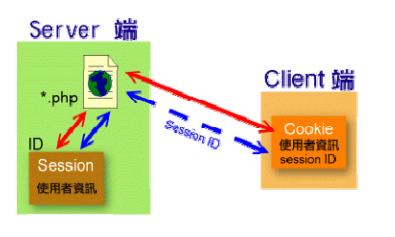 Server 端
*.php
ID
Session
使用者資訊
Session ID
Client 端
Cookie
使用者資訊
session ID